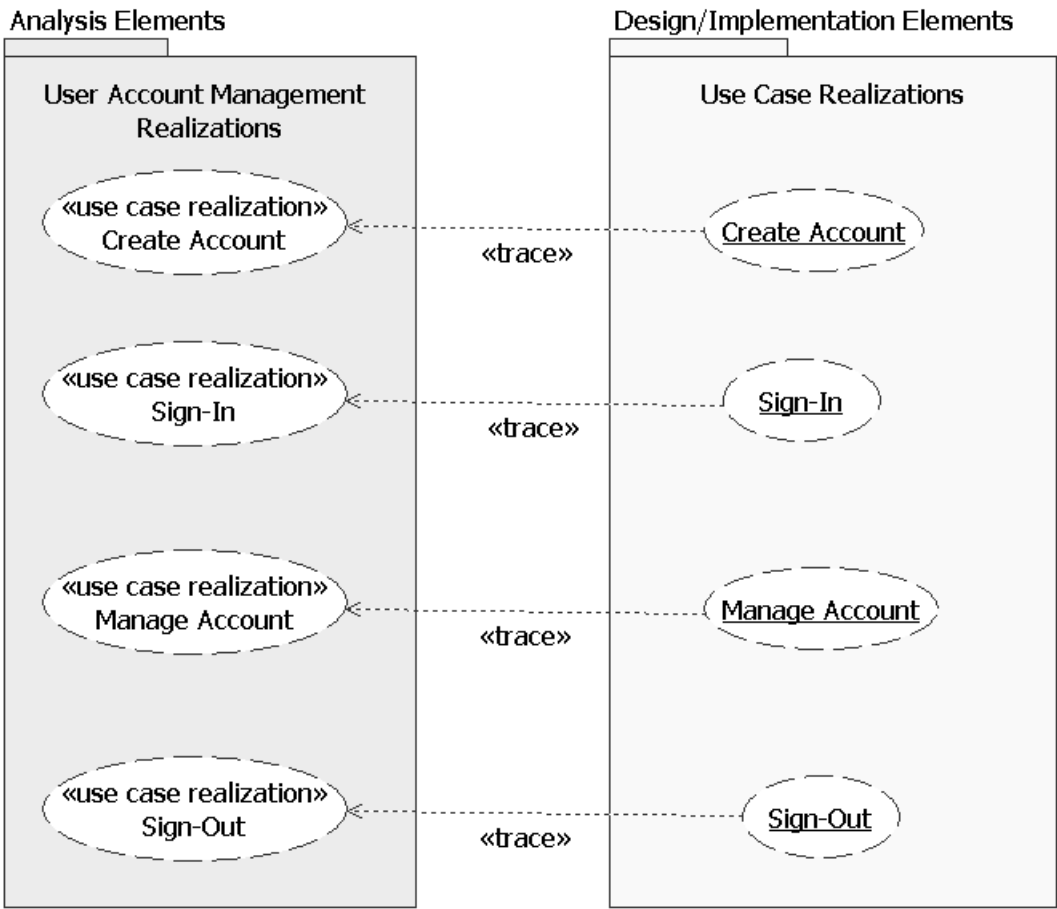 Analysis Elements
Design/Implementation Elements
User Account Management
Realizations
Use Case Realizations
«use case realization»
Create Account
«trace»
Create Account
«use case realization»
Sign-In
«trace»
Sign-In
«use case realization»
Manage Account
«trace»
Manage Account
«use case realization»
Sign-Out
«trace»
Sign-Out